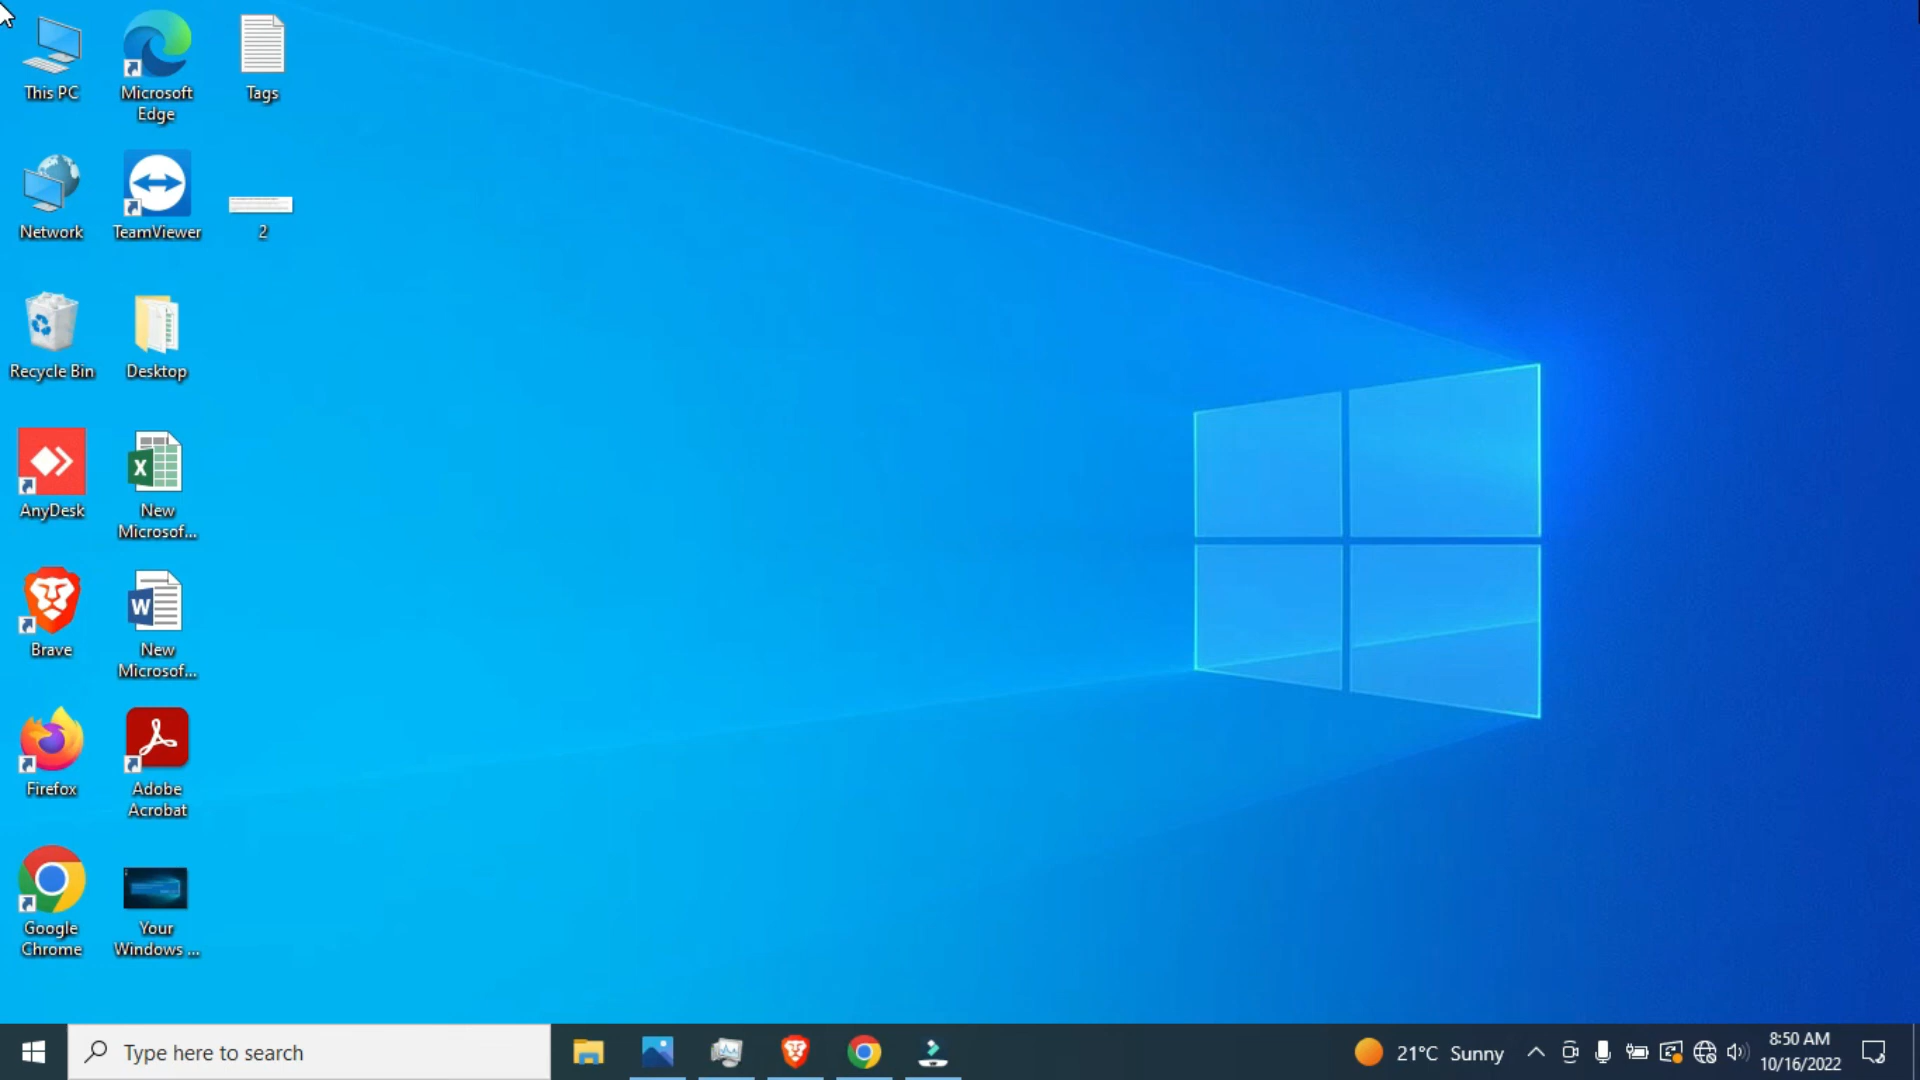 This PC
Microsoft
Edge
Tags
Network
TeamViewer
2
Recycle Bin
Desktop
AnyDesk
X
New
Microsof...
Brave
W
New
Microsof...
Firefox
Adobe
Acrobat
Google
Chrome
Your
Windows ...
Type here to search
21°C Sunny
8:50 AM
10/16/2022